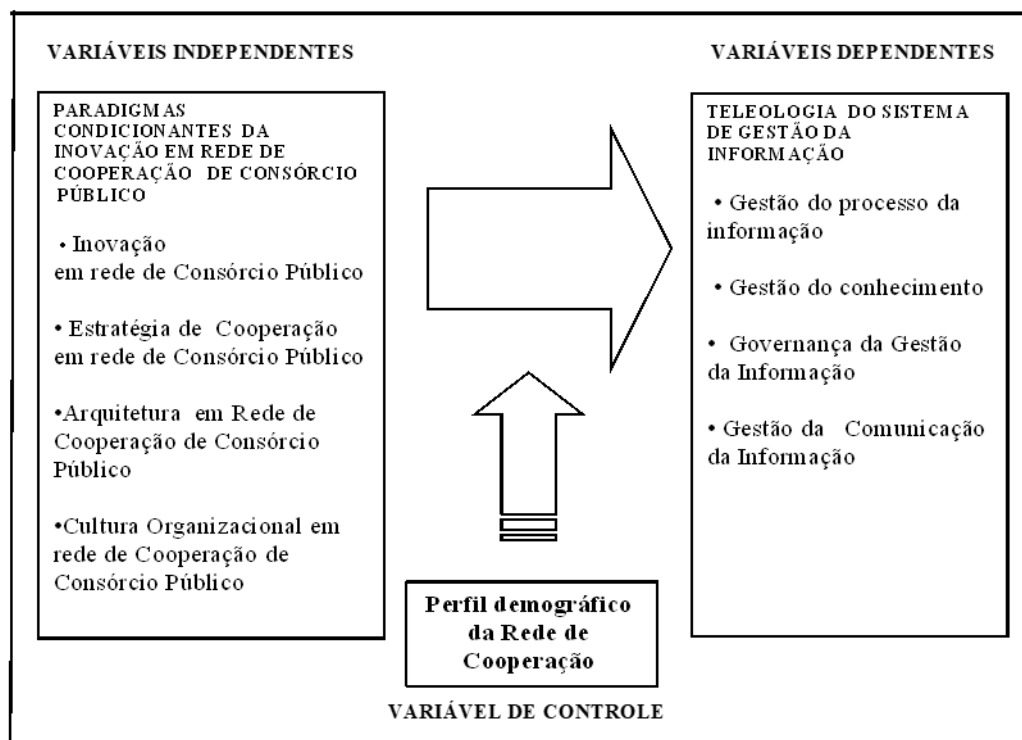 VARIÁVEIS INDEPENDENTES
PARADIGMAS
CONDICIONANTES DA
INOVAÇÃO EM REDE DE
COOPERAÇÃO DE CONSÓRCIO
PÚBLICO
• Inovação
em rede de Consórcio Público
• Estratégia de Cooperação
em rede de Consórcio Público
•Arquitetura em Rede de
Cooperação de Consórcio
Público
•Cultura Organizacional em
rede de Cooperação de
Consórcio Público
Perfil demográfico
da Rede de
Cooperação
VARIÁVEL DE CONTROLE
VARIÁVEIS DEPENDENTES
TELEOLOGIA DO SISTEMA
DE GESTÃO DA
INFORMAÇÃO
• Gestão do processo da
informação
• Gestão do conhecimento
• Governança da Gestão
da Informação
• Gestão da Comunicação
da Informação